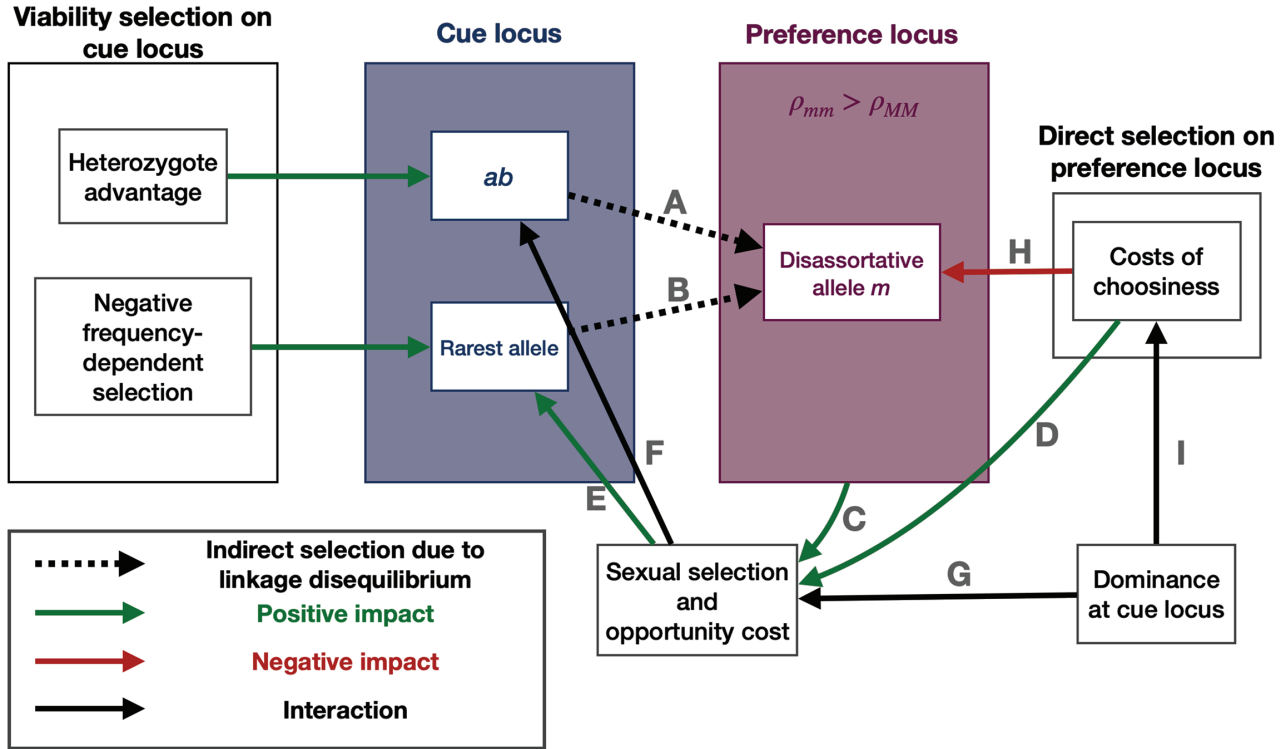 Viability selection on
cue locus
Cue locus
Preference locus
ρmm > ρMM
Direct selection on
preference locus
Heterozygote
advantage
ab
A
Disassortative
allele m
H
Costs of
choosiness
Negative
frequency-
dependent
selection
Rarest allele
B
F
E
C
D
I
G
Sexual selection
and
opportunity cost
Dominance
at cue locus
Indirect selection due to
linkage disequilibrium
Positive impact
Negative impact
Interaction